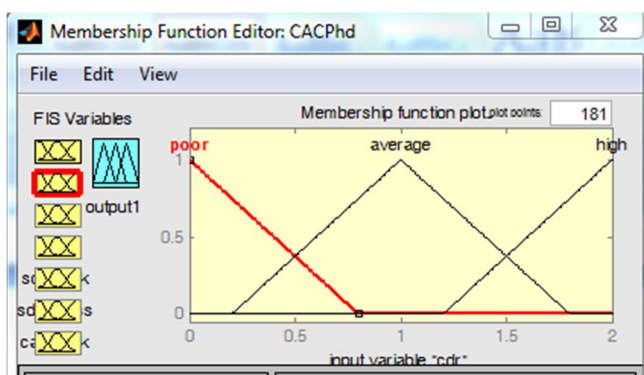 Membership Function Editor: CACPhd
File Edit View
FIS Variables
Membership function plots plot points: 181
output1
poor average high
1
0.5
0
0 0.5 1 1.5 2
input variable "cdr"